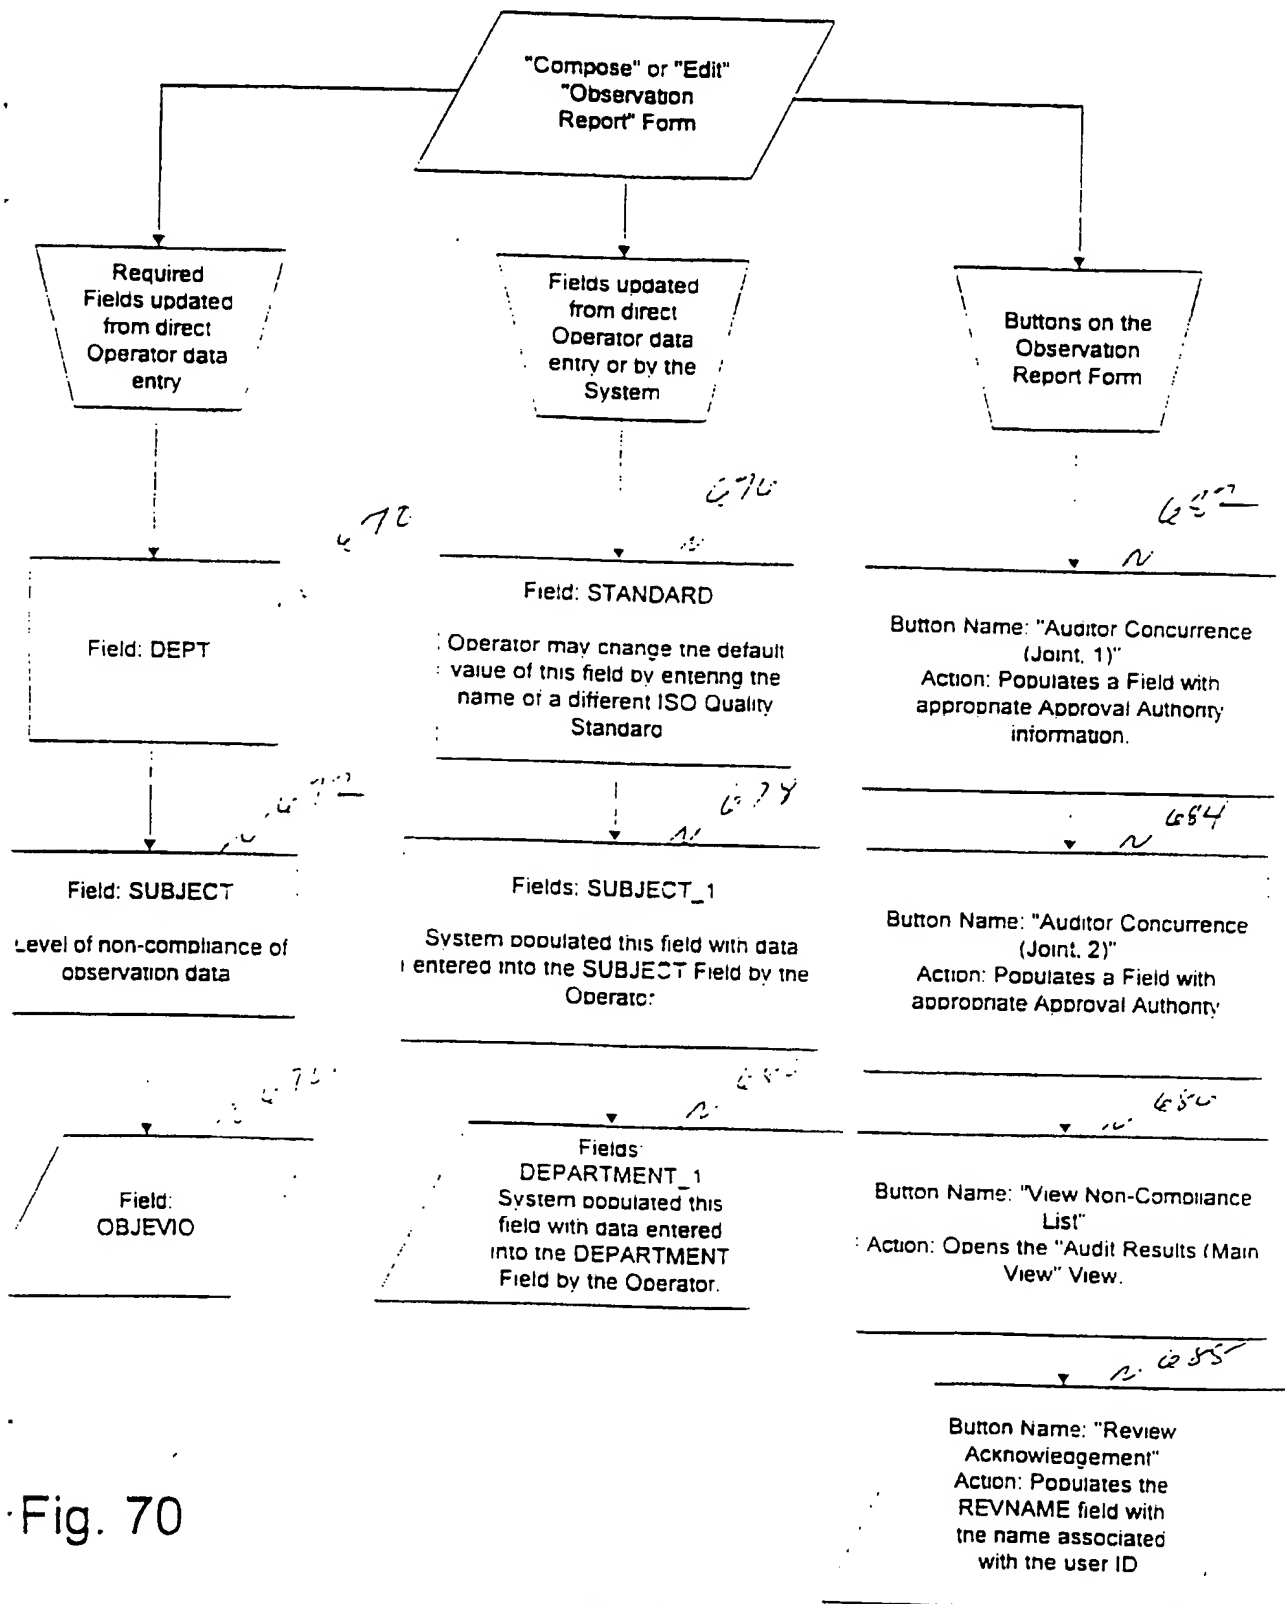 "Compose" or "Edit"
"Observation
Report" Form
Required
Fields updated
from direct
Operator data
entry
Fields updated
from direct
Operator data
entry or by the
System
Buttons on the
Observation
Report Form
Field: DEPT
Field: SUBJECT
Level of non-compliance of
observation data
Field:
OBJEVIO
Field: STANDARD
Operator may change the default
value of this field by entering the
name of a different ISO Quality
Standard
678
Fields: SUBJECT_1
System populated this field with data
entered into the SUBJECT Field by the
Operator.
Fields:
DEPARTMENT_1
System populated this
field with data entered
into the DEPARTMENT
Field by the Operator.
Button Name: "Auditor Concurrence
(Joint. 1)"
Action: Populates a Field with
appropriate Approval Authority
information.
684
Button Name: "Auditor Concurrence
(Joint. 2)"
Action: Populates a Field with
appropriate Approval Authority
Button Name: "View Non-Compliance
List"
Action: Opens the "Audit Results (Main
View" View.
Button Name: "Review
Acknowledgement"
Action: Populates the
REVNAME field with
the name associated
with the user ID
Fig. 70